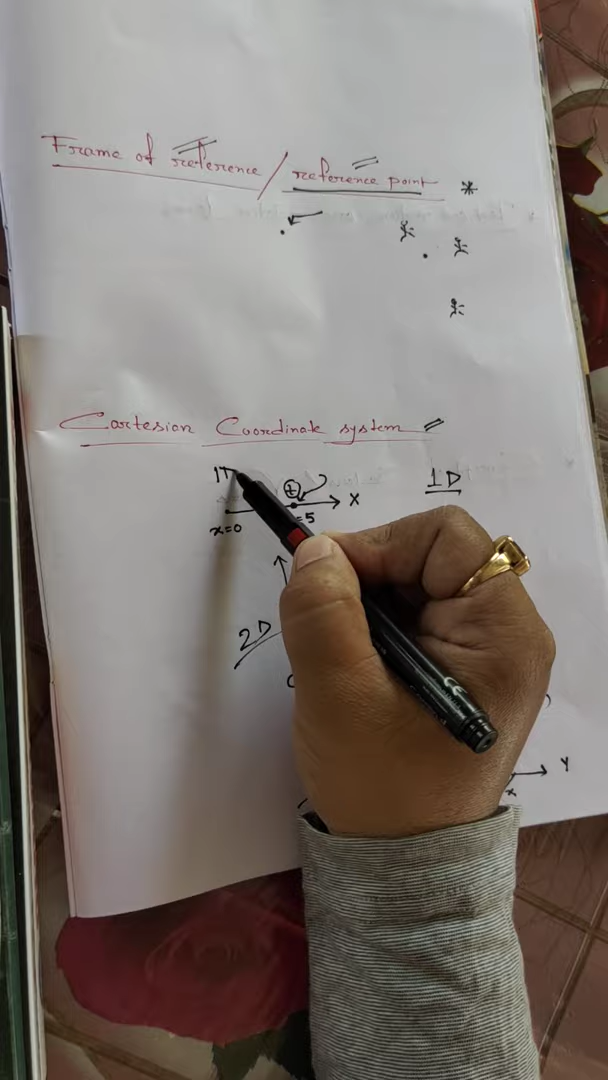 Frame of reference / reference point *
Cartesian Coordinate system
1D
X
x=0 =5
2D
Y
x